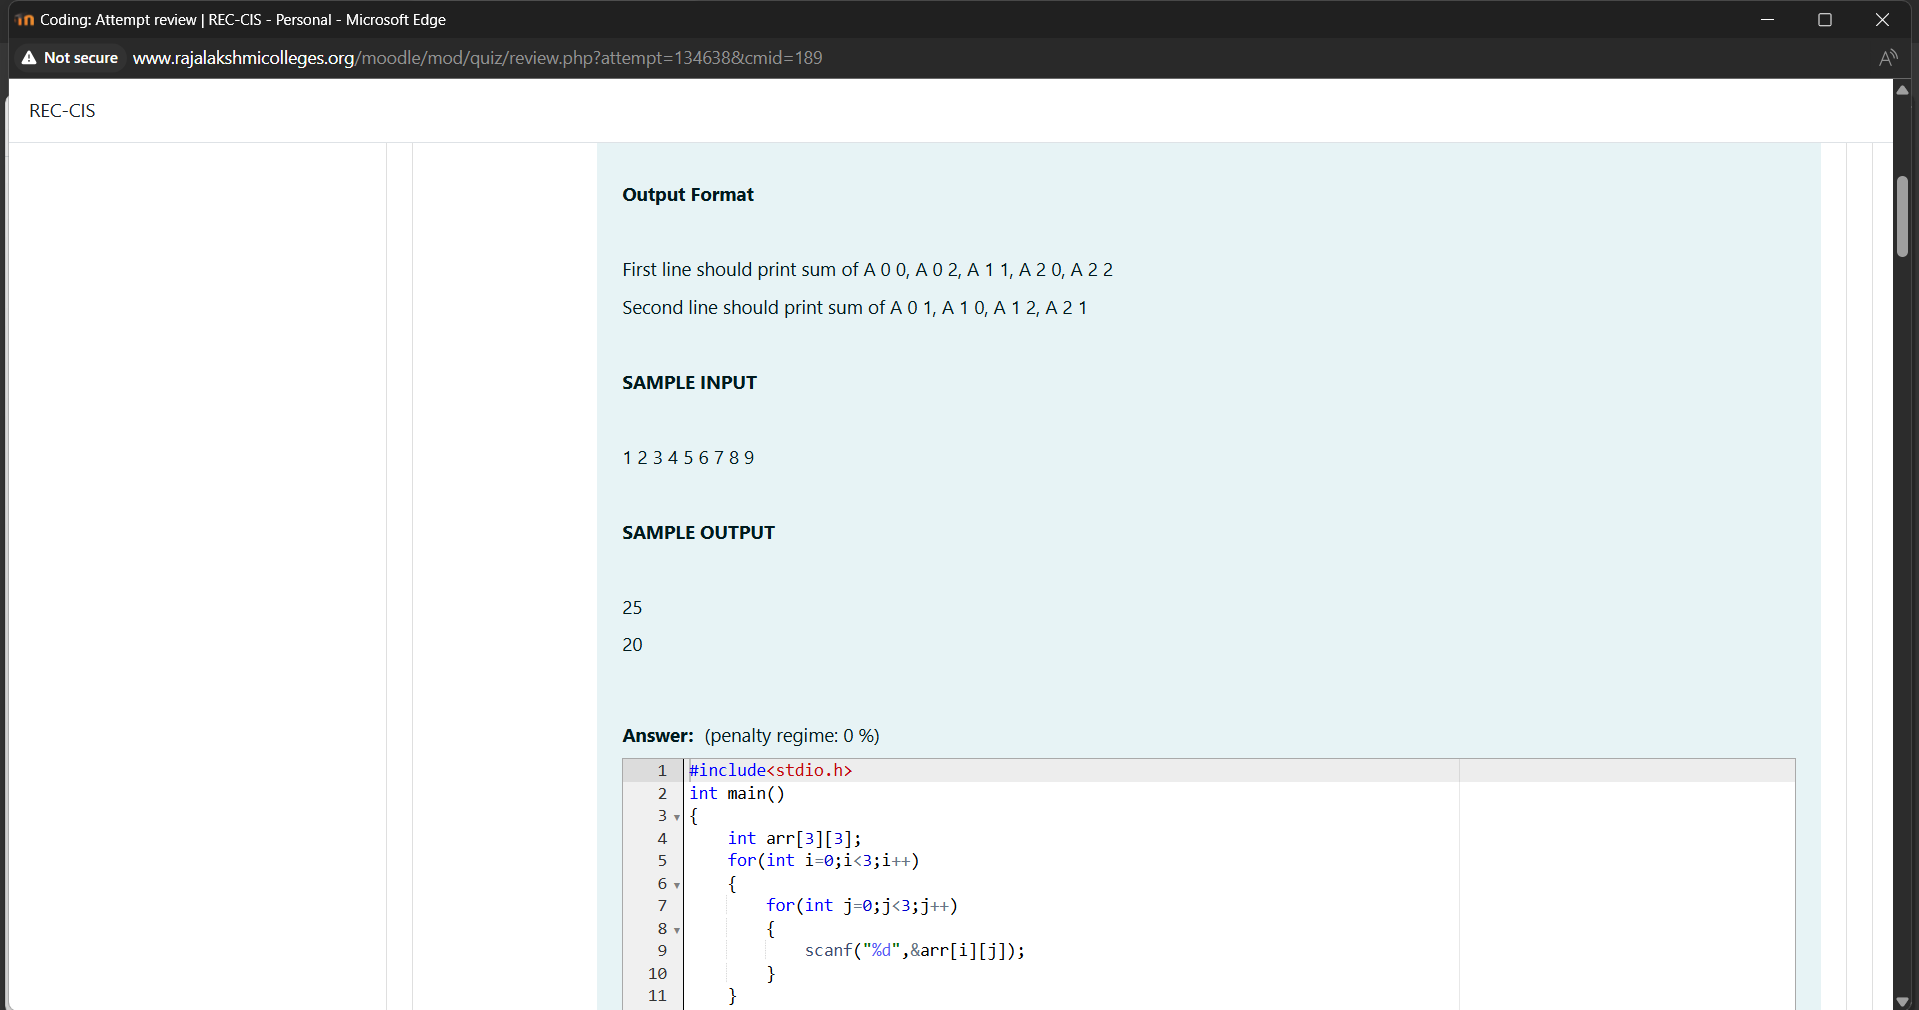 Coding: Attempt review | REC-CIS - Personal - Microsoft Edge
Not secure www.rajalakshmicolleges.org/moodle/mod/quiz/review.php?attempt=134638&cmid=189
REC-CIS
Output Format
First line should print sum of A 0 0, A 0 2, A 1 1, A 2 0, A 2 2
Second line should print sum of A 0 1, A 1 0, A 1 2, A 2 1
SAMPLE INPUT
1 2 3 4 5 6 7 8 9
SAMPLE OUTPUT
25
20
Answer: (penalty regime: 0 %)
1 #include<stdio.h>
2 int main()
3 {
4 int arr[3][3];
5 for(int i=0;i<3;i++)
6 {
7 for(int j=0;j<3;j++)
8 {
9 scanf("%d",&arr[i][j]);
10 }
11 }